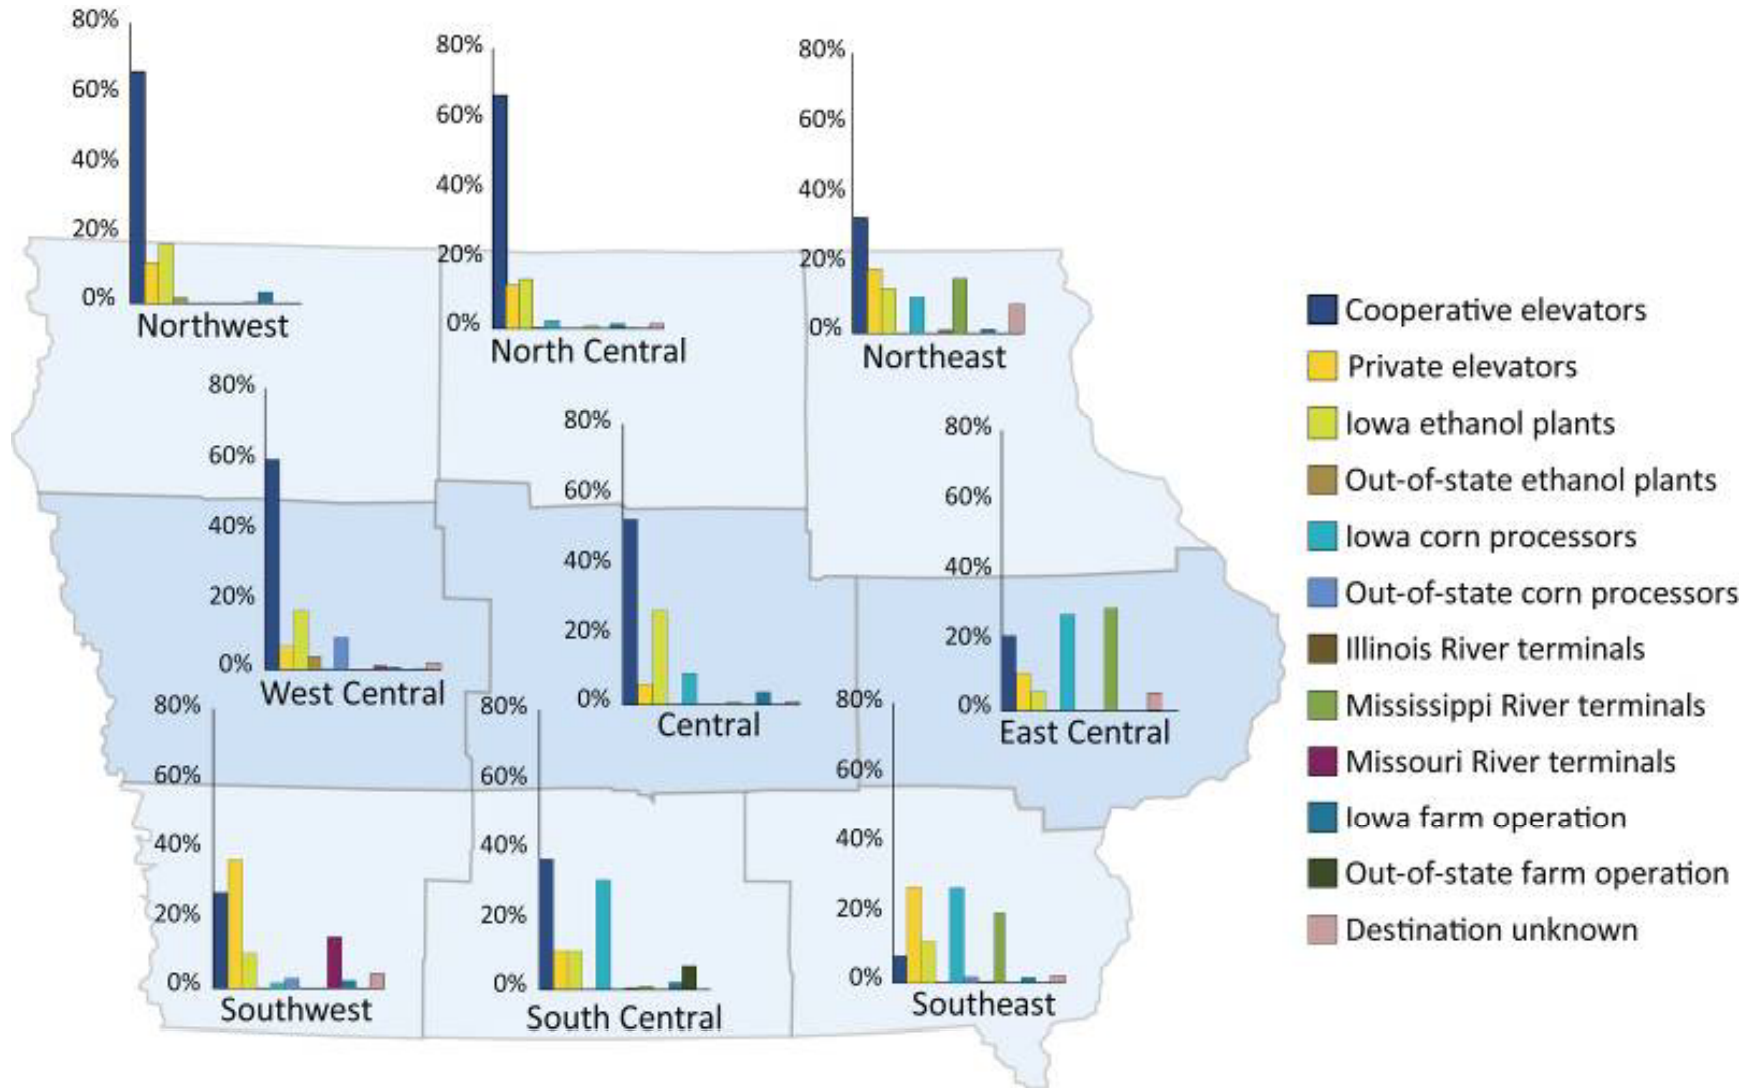 80%
60%
40%
20%
0%
Northwest
80%
60%
40%
20%
0%
North Central
80%
60%
40%
20%
0%
Northeast
80%
60%
40%
20%
0%
West Central
80%
60%
40%
20%
0%
Central
80%
60%
40%
20%
0%
East Central
80%
60%
40%
20%
0%
Southwest
80%
60%
40%
20%
0%
South Central
80%
60%
40%
20%
0%
Southeast
Cooperative elevators
Private elevators
Iowa ethanol plants
Out-of-state ethanol plants
Iowa corn processors
Out-of-state corn processors
Illinois River terminals
Mississippi River terminals
Missouri River terminals
Iowa farm operation
Out-of-state farm operation
Destination unknown